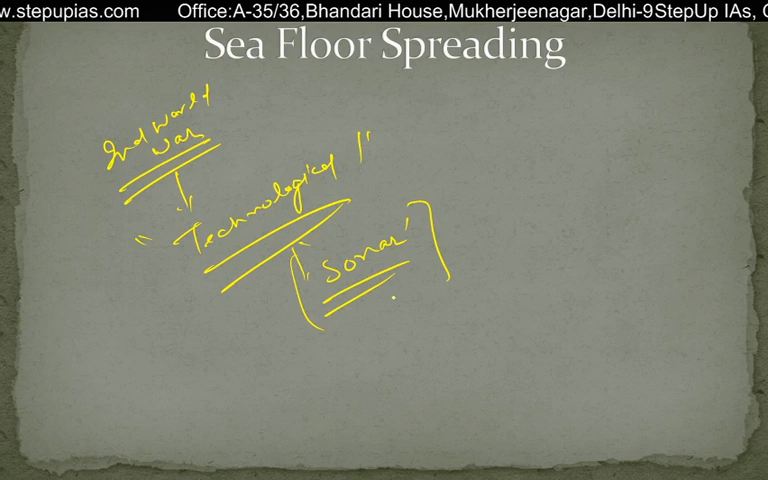 w.stepupias.com Office:A-35/36,Bhandari House,Mukherjeenagar,Delhi-9StepUp IAs, C
Sea Floor Spreading
2nd World
War
"Technological"
"Sonar"